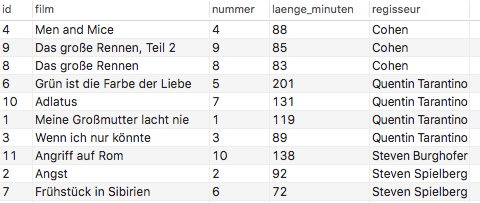 id film nummer laenge_minuten regisseur
4 Men and Mice 4 88 Cohen
9 Das große Rennen, Teil 2 9 85 Cohen
8 Das große Rennen 8 83 Cohen
6 Grün ist die Farbe der Liebe 5 201 Quentin Tarantino
10 Adlatus 7 131 Quentin Tarantino
1 Meine Großmutter lacht nie 1 119 Quentin Tarantino
3 Wenn ich nur könnte 3 89 Quentin Tarantino
11 Angriff auf Rom 10 138 Steven Burghofer
2 Angst 2 92 Steven Spielberg
7 Frühstück in Sibirien 6 72 Steven Spielberg